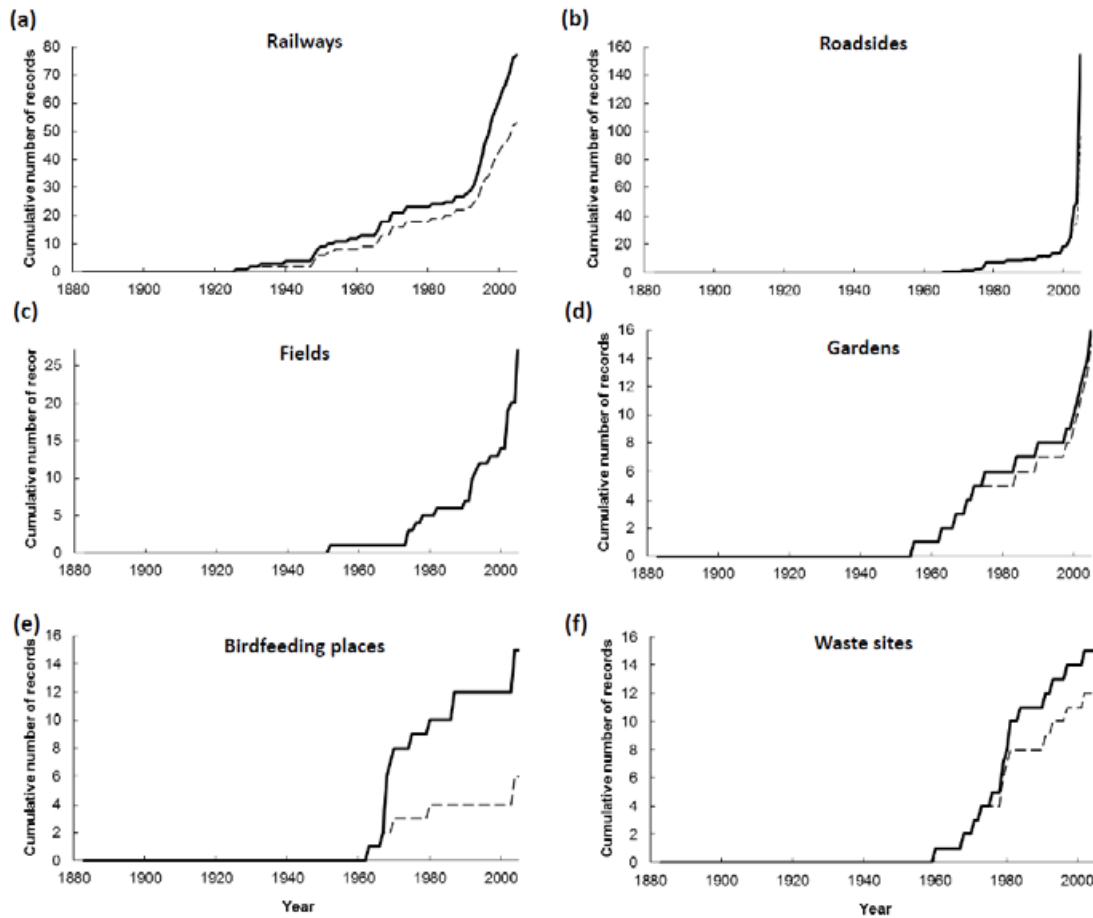 (a)
Railways
Cumulative number of records
80
70
60
50
40
30
20
10
0
1880 1900 1920 1940 1960 1980 2000
(b)
Roadsides
Cumulative number of records
160
140
120
100
80
60
40
20
0
1880 1900 1920 1940 1960 1980 2000
(c)
Fields
Cumulative number of recor
25
20
15
10
5
0
1880 1900 1920 1940 1960 1980 2000
(d)
Gardens
Cumulative number of records
16
14
12
10
8
6
4
2
0
1880 1900 1920 1940 1960 1980 2000
(e)
Birdfeeding places
Cumulative number of records
16
14
12
10
8
6
4
2
0
1880 1900 1920 1940 1960 1980 2000
Year
(f)
Waste sites
Cumulative number of records
16
14
12
10
8
6
4
2
0
1880 1900 1920 1940 1960 1980 2000
Year